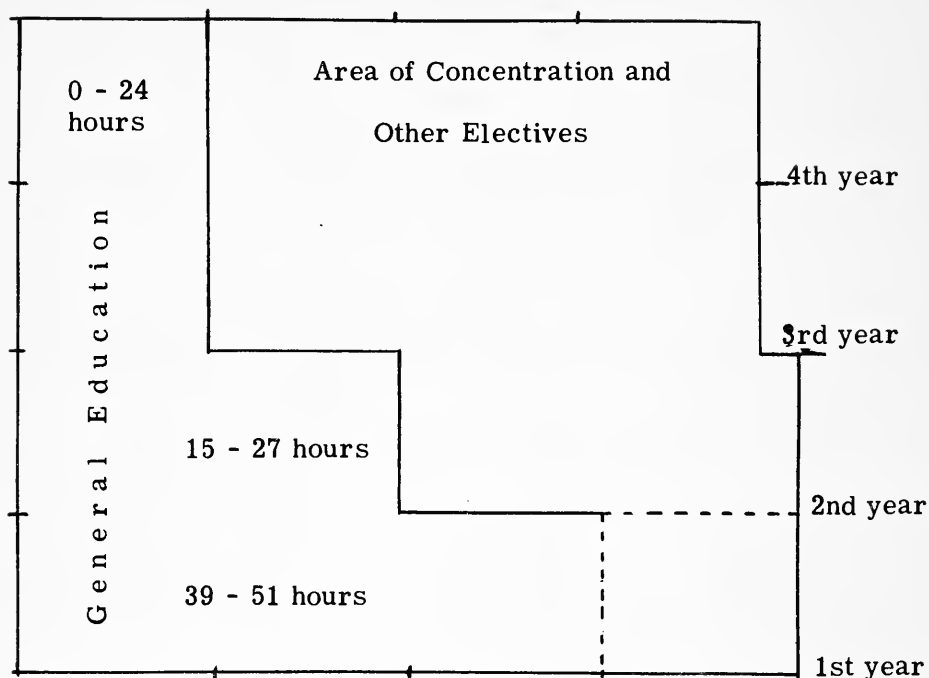 0 - 24
hours
Area of Concentration and
Other Electives
4th year
General Education
3rd year
15 - 27 hours
2nd year
39 - 51 hours
1st year